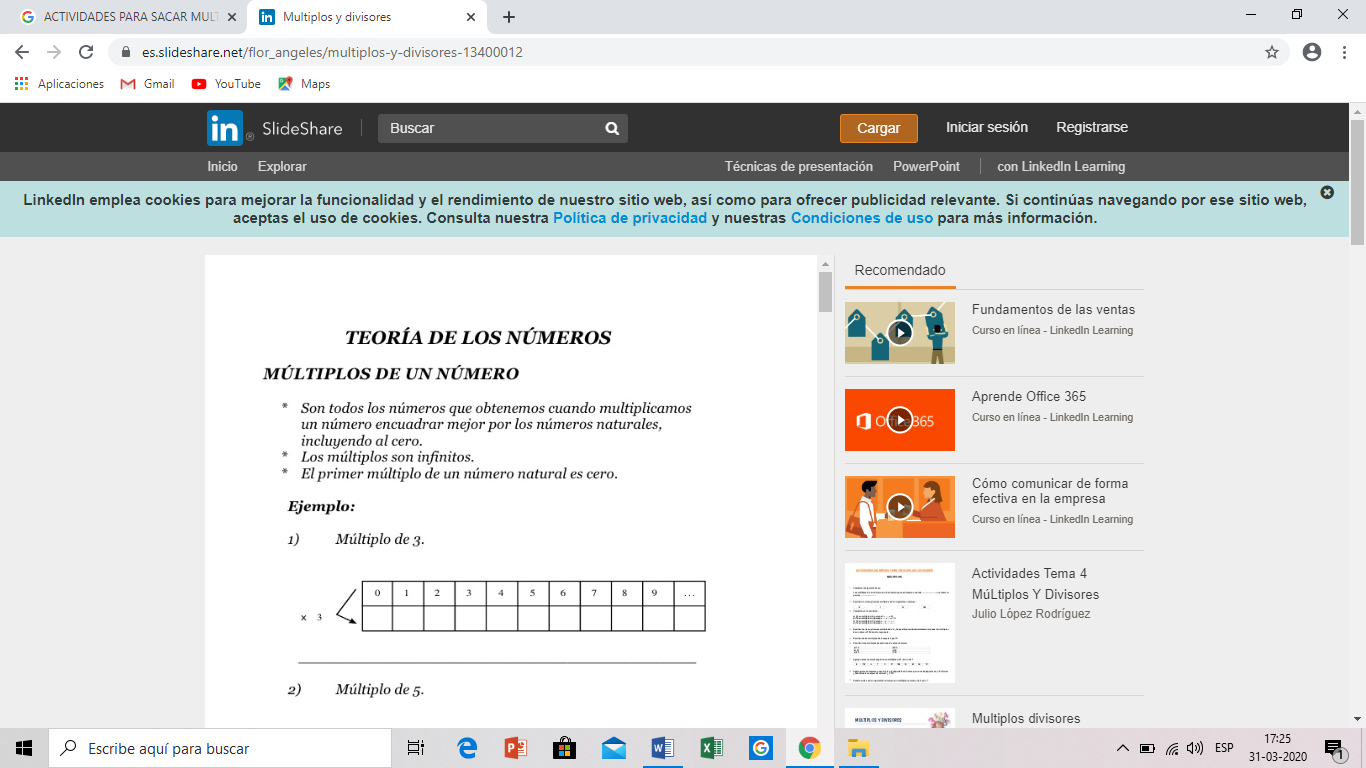 ACTIVIDADES PARA SACAR MULT
Multiplos y divisores
es.slideshare.net/flor_angeles/multiplos-y-divisores-13400012
Aplicaciones Gmail YouTube Maps
in ® SlideShare Buscar Cargar Iniciar sesión Registrarse
Inicio Explorar Técnicas de presentación PowerPoint con LinkedIn Learning
LinkedIn emplea cookies para mejorar la funcionalidad y el rendimiento de nuestro sitio web, así como para ofrecer publicidad relevante. Si continúas navegando por ese sitio web,
aceptas el uso de cookies. Consulta nuestra Política de privacidad y nuestras Condiciones de uso para más información.
TEORÍA DE LOS NÚMEROS
MÚLTIPLOS DE UN NÚMERO
* Son todos los números que obtenemos cuando multiplicamos
un número encuadrar mejor por los números naturales,
incluyendo al cero.
* Los múltiplos son infinitos.
* El primer múltiplo de un número natural es cero.
Ejemplo:
1) Múltiplo de 3.
0 1 2 3 4 5 6 7 8 9 ...
x 3
2) Múltiplo de 5.
Recomendado
Fundamentos de las ventas
Curso en línea - LinkedIn Learning
Office 365
Aprende Office 365
Curso en línea - LinkedIn Learning
Cómo comunicar de forma
efectiva en la empresa
Curso en línea - LinkedIn Learning
Actividades Tema 4
MúLtiplos Y Divisores
Julio López Rodríguez
MÚLTIPLOS Y DIVISORES
Multiplos divisores
Escribe aquí para buscar
ESP
17:25
31-03-2020
1